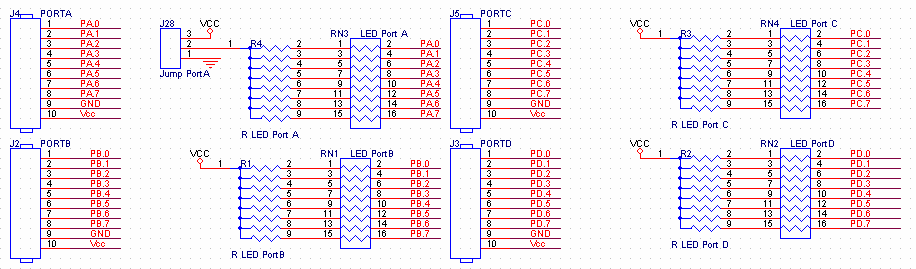 J4 PORTA
1 PA.0
2 PA.1
3 PA.2
4 PA.3
5 PA.4
6 PA.5
7 PA.6
8 PA.7
9 GND
10 Vcc
J28
VCC
3
2
1
Jump PortA
1 R4
2
3
4
5
6
7
8
9
R LED Port A
RN3 LED Port A
1 2 PA.0
3 4 PA.1
5 6 PA.2
7 8 PA.3
9 10 PA.4
11 12 PA.5
13 14 PA.6
15 16 PA.7
J5 PORTC
1 PC.0
2 PC.1
3 PC.2
4 PC.3
5 PC.4
6 PC.5
7 PC.6
8 PC.7
9 GND
10 Vcc
VCC
1 R3
2
3
4
5
6
7
8
9
R LED Port C
RN4 LED Port C
1 2 PC.0
3 4 PC.1
5 6 PC.2
7 8 PC.3
9 10 PC.4
11 12 PC.5
13 14 PC.6
15 16 PC.7
J2 PORTB
1 PB.0
2 PB.1
3 PB.2
4 PB.3
5 PB.4
6 PB.5
7 PB.6
8 PB.7
9 GND
10 Vcc
VCC
1 R1
2
3
4
5
6
7
8
9
R LED PortB
RN1 LED PortB
1 2 PB.0
3 4 PB.1
5 6 PB.2
7 8 PB.3
9 10 PB.4
11 12 PB.5
13 14 PB.6
15 16 PB.7
J3 PORTD
1 PD.0
2 PD.1
3 PD.2
4 PD.3
5 PD.4
6 PD.5
7 PD.6
8 PD.7
9 GND
10 Vcc
VCC
1 R2
2
3
4
5
6
7
8
9
R LED Port D
RN2 LED PortD
1 2 PD.0
3 4 PD.1
5 6 PD.2
7 8 PD.3
9 10 PD.4
11 12 PD.5
13 14 PD.6
15 16 PD.7